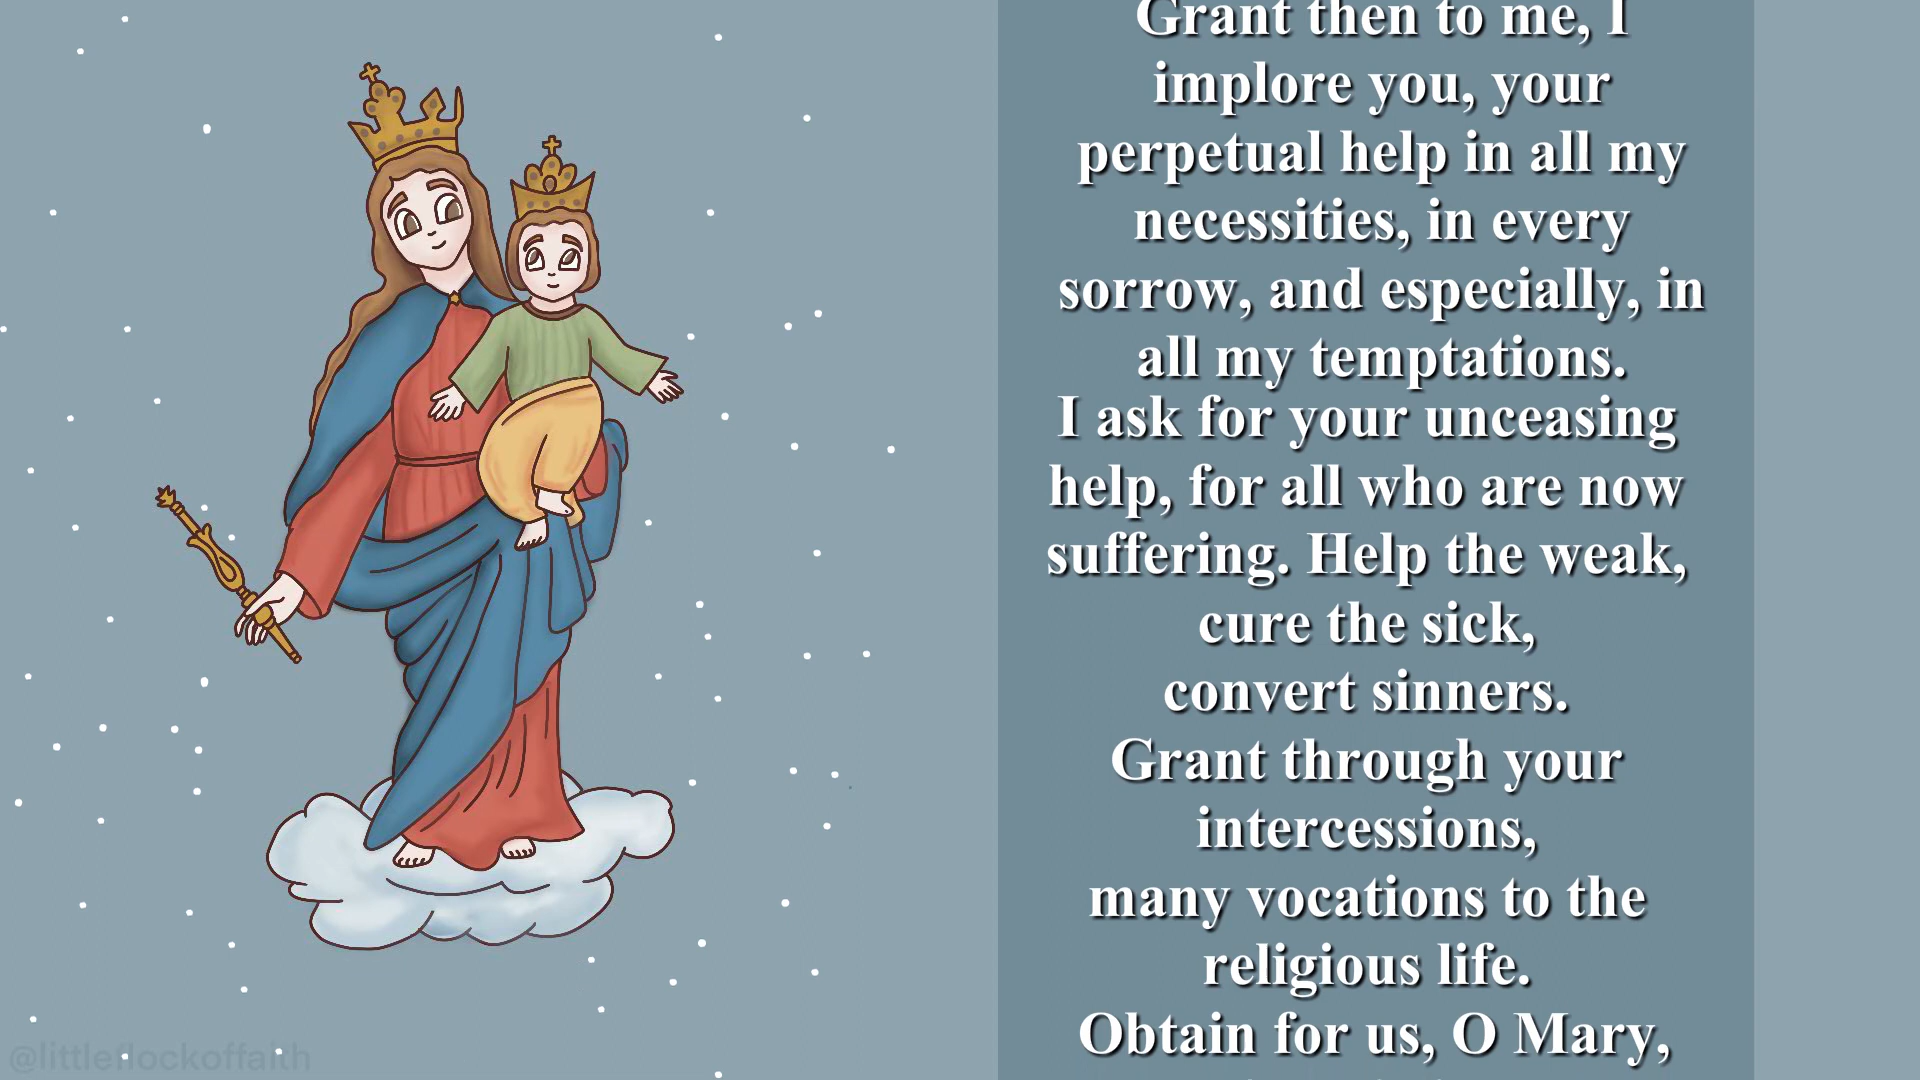 Grant then to me, I
implore you, your
perpetual help in all my
necessities, in every
sorrow, and especially, in
all my temptations.
I ask for your unceasing
help, for all who are now
suffering. Help the weak,
cure the sick,
convert sinners.
Grant through your
intercessions,
many vocations to the
religious life.
Obtain for us, O Mary,
@littleflockoffaith